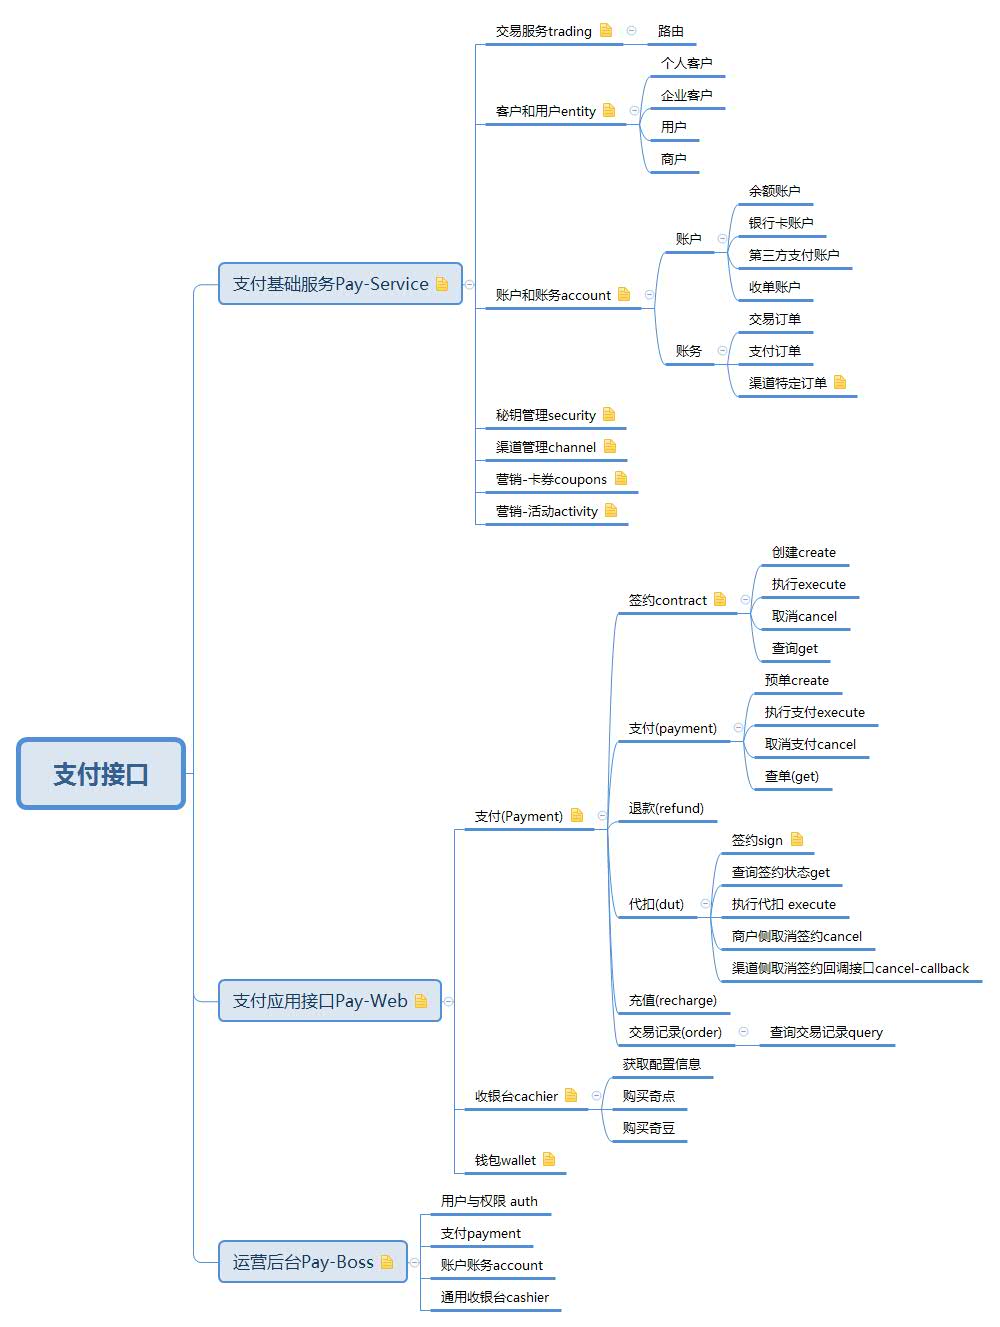 支付接口
支付基础服务Pay-Service
交易服务trading
路由
客户和用户entity
个人客户
企业客户
用户
商户
账户和账务account
账户
余额账户
银行卡账户
第三方支付账户
收单账户
账务
交易订单
支付订单
渠道特定订单
秘钥管理security
渠道管理channel
营销-卡券coupons
营销-活动activity
支付应用接口Pay-Web
支付(Payment)
签约contract
创建create
执行execute
取消cancel
查询get
支付(payment)
预单create
执行支付execute
取消支付cancel
查单(get)
退款(refund)
代扣(dut)
签约sign
查询签约状态get
执行代扣 execute
商户侧取消签约cancel
渠道侧取消签约回调接口cancel-callback
充值(recharge)
交易记录(order)
查询交易记录query
收银台cachier
获取配置信息
购买奇点
购买奇豆
钱包wallet
运营后台Pay-Boss
用户与权限 auth
支付payment
账户账务account
通用收银台cashier